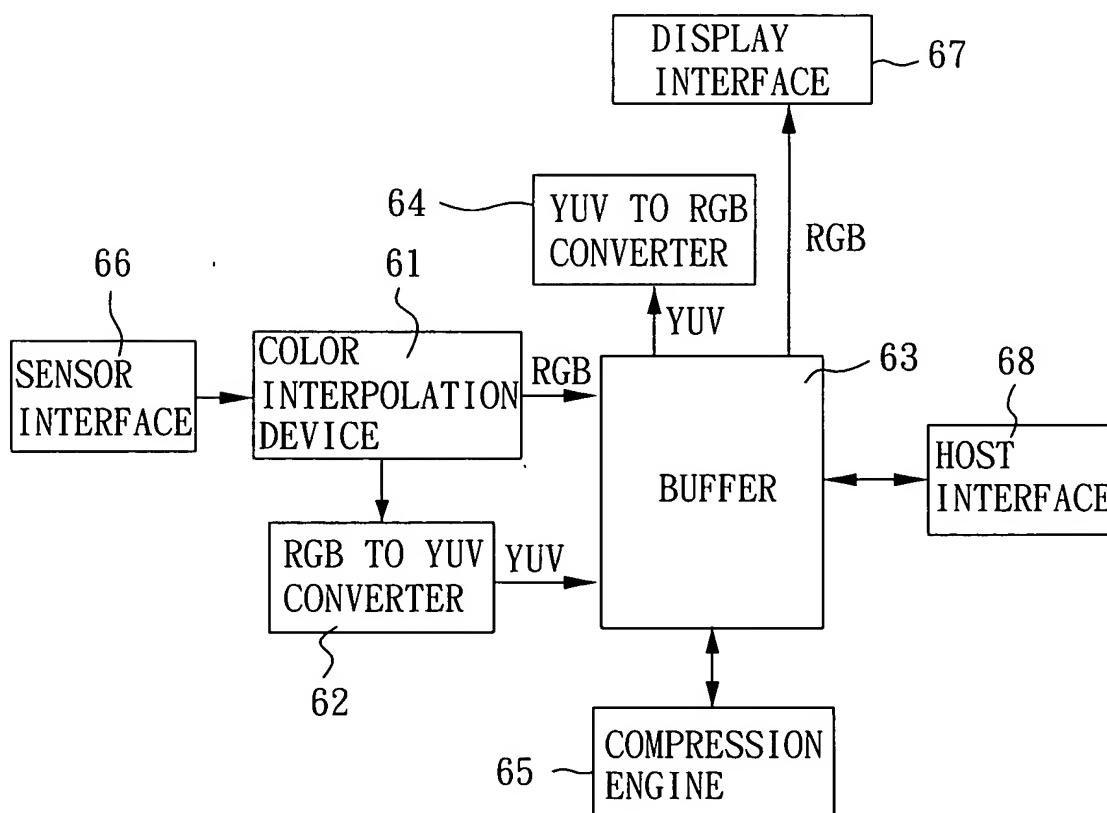 DISPLAY
INTERFACE
67
64
YUV TO RGB
CONVERTER
RGB
66
61
YUV
SENSOR
INTERFACE
COLOR
INTERPOLATION
DEVICE
RGB
63
68
BUFFER
HOST
INTERFACE
RGB TO YUV
CONVERTER
YUV
62
65
COMPRESSION
ENGINE